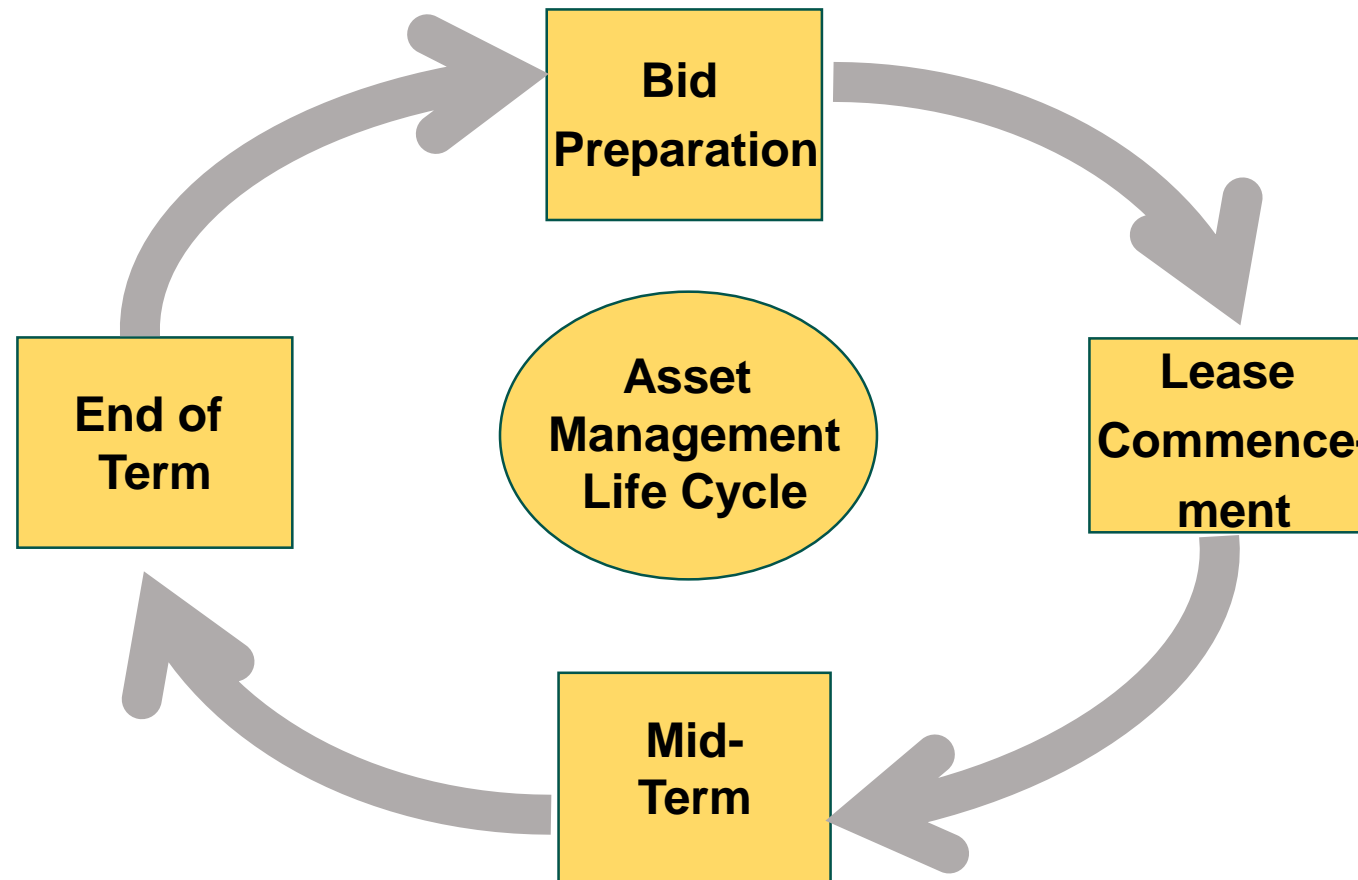 Bid
Preparation
Lease
Commence-
ment
Mid-
Term
End of
Term
Asset
Management
Life Cycle